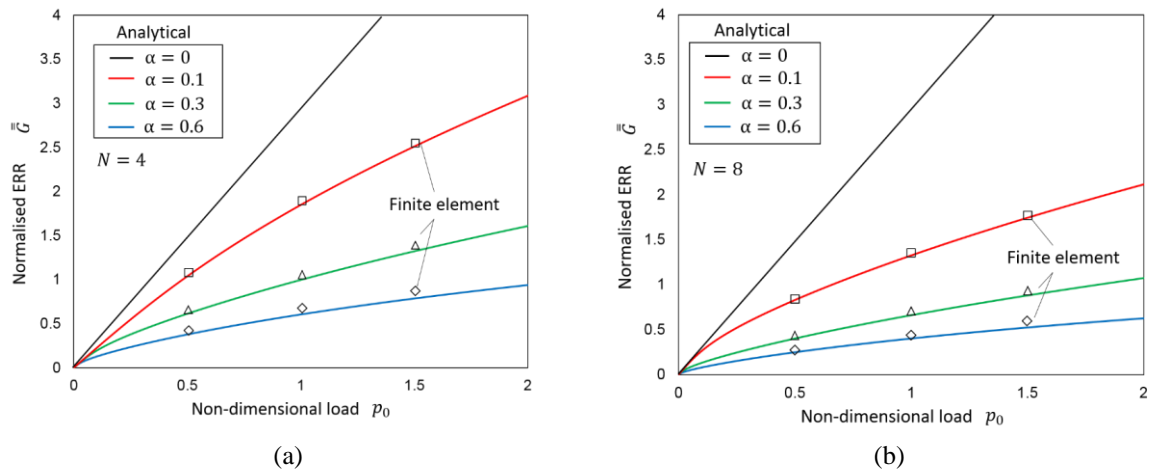 4
3.5
3
2.5
2
1.5
1
0.5
0
Normalised ERR G̿
Analytical
α = 0
α = 0.1
α = 0.3
α = 0.6
N = 4
Finite element
0 0.5 1 1.5 2
Non-dimensional load p₀
(a)
4
3.5
3
2.5
2
1.5
1
0.5
0
Normalised ERR G̿
Analytical
α = 0
α = 0.1
α = 0.3
α = 0.6
N = 8
Finite element
0 0.5 1 1.5 2
Non-dimensional load p₀
(b)